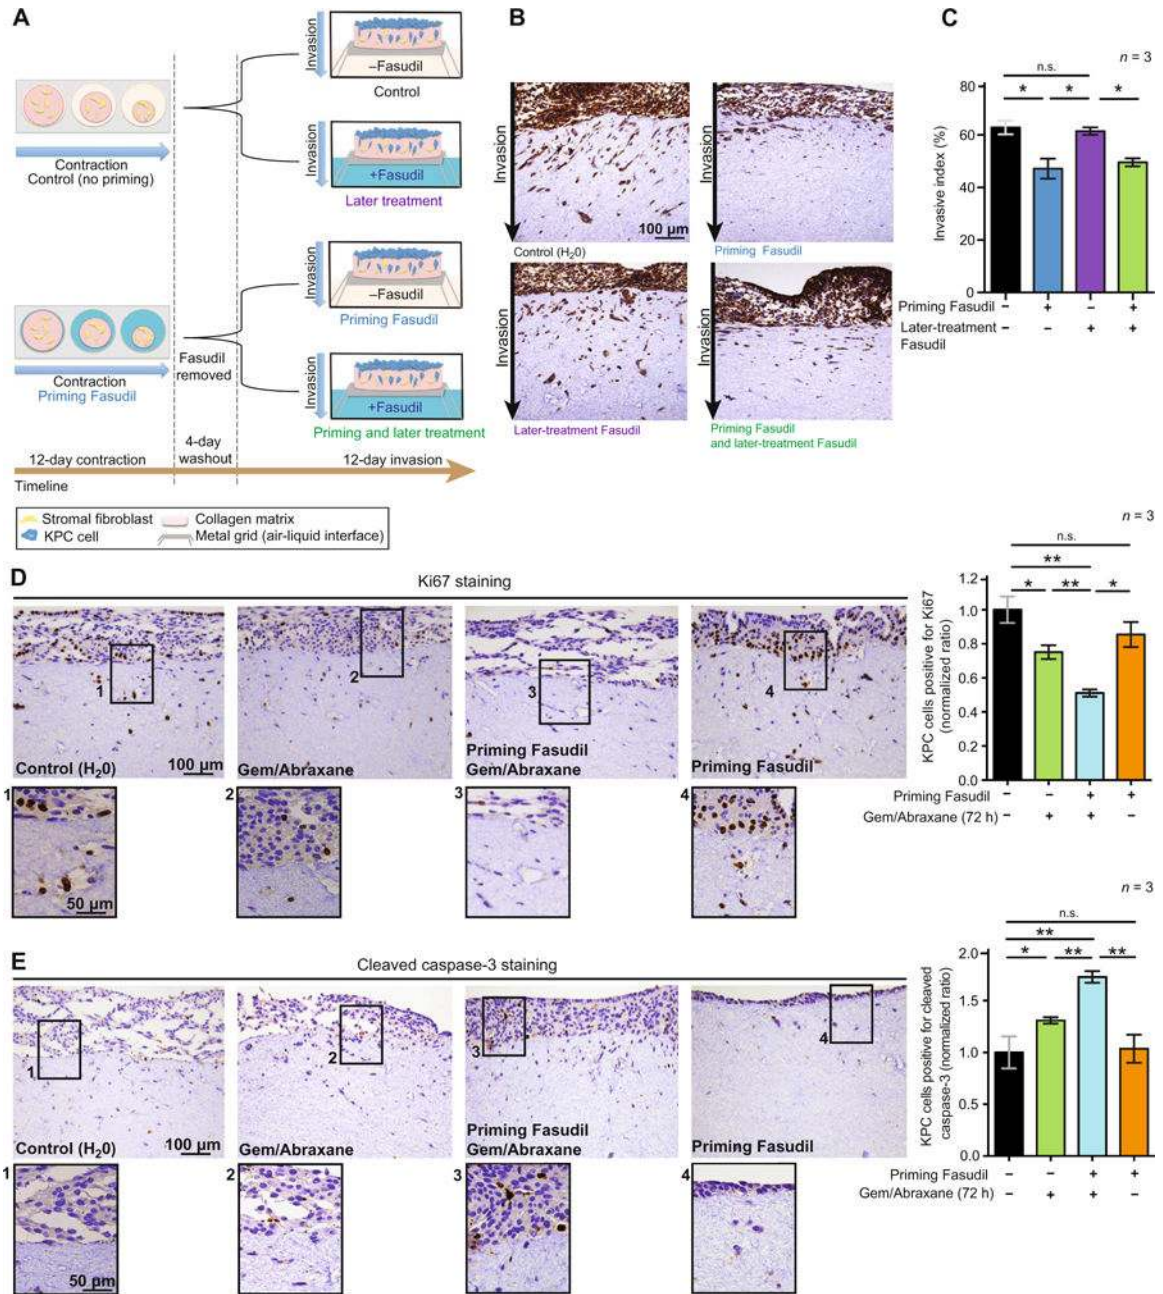 A
Invasion
–Fasudil
Control
Contraction
Control (no priming)
Invasion
+Fasudil
Later treatment
Invasion
–Fasudil
Priming Fasudil
Contraction
Priming Fasudil
Fasudil
removed
Invasion
+Fasudil
Priming and later treatment
12-day contraction
4-day
washout
12-day invasion
Timeline
Stromal fibroblast
Collagen matrix
KPC cell
Metal grid (air-liquid interface)
B
Invasion
100 µm
Control (H20)
Invasion
Priming Fasudil
Invasion
Later-treatment Fasudil
Invasion
Priming Fasudil
and later-treatment Fasudil
C
n = 3
n.s.
* * *
Invasive index (%)
80
60
40
20
0
Priming Fasudil – + – +
Later-treatment – – + +
Fasudil
D
Ki67 staining
1
Control (H20) 100 µm
2
Gem/Abraxane
3
Priming Fasudil
Gem/Abraxane
4
Priming Fasudil
1
50 µm
2
3
4
n = 3
n.s.
**
* ** *
KPC cells positive for Ki67
(normalized ratio)
1.2
1.0
0.8
0.6
0.4
0.2
0.0
Priming Fasudil – – + +
Gem/Abraxane (72 h) – + + –
E
Cleaved caspase-3 staining
1
Control (H20) 100 µm
2
Gem/Abraxane
3
Priming Fasudil
Gem/Abraxane
4
Priming Fasudil
1
50 µm
2
3
4
n = 3
n.s.
**
* ** **
KPC cells positive for cleaved
caspase-3 (normalized ratio)
2.0
1.5
1.0
0.5
0.0
Priming Fasudil – – + +
Gem/Abraxane (72 h) – + + –